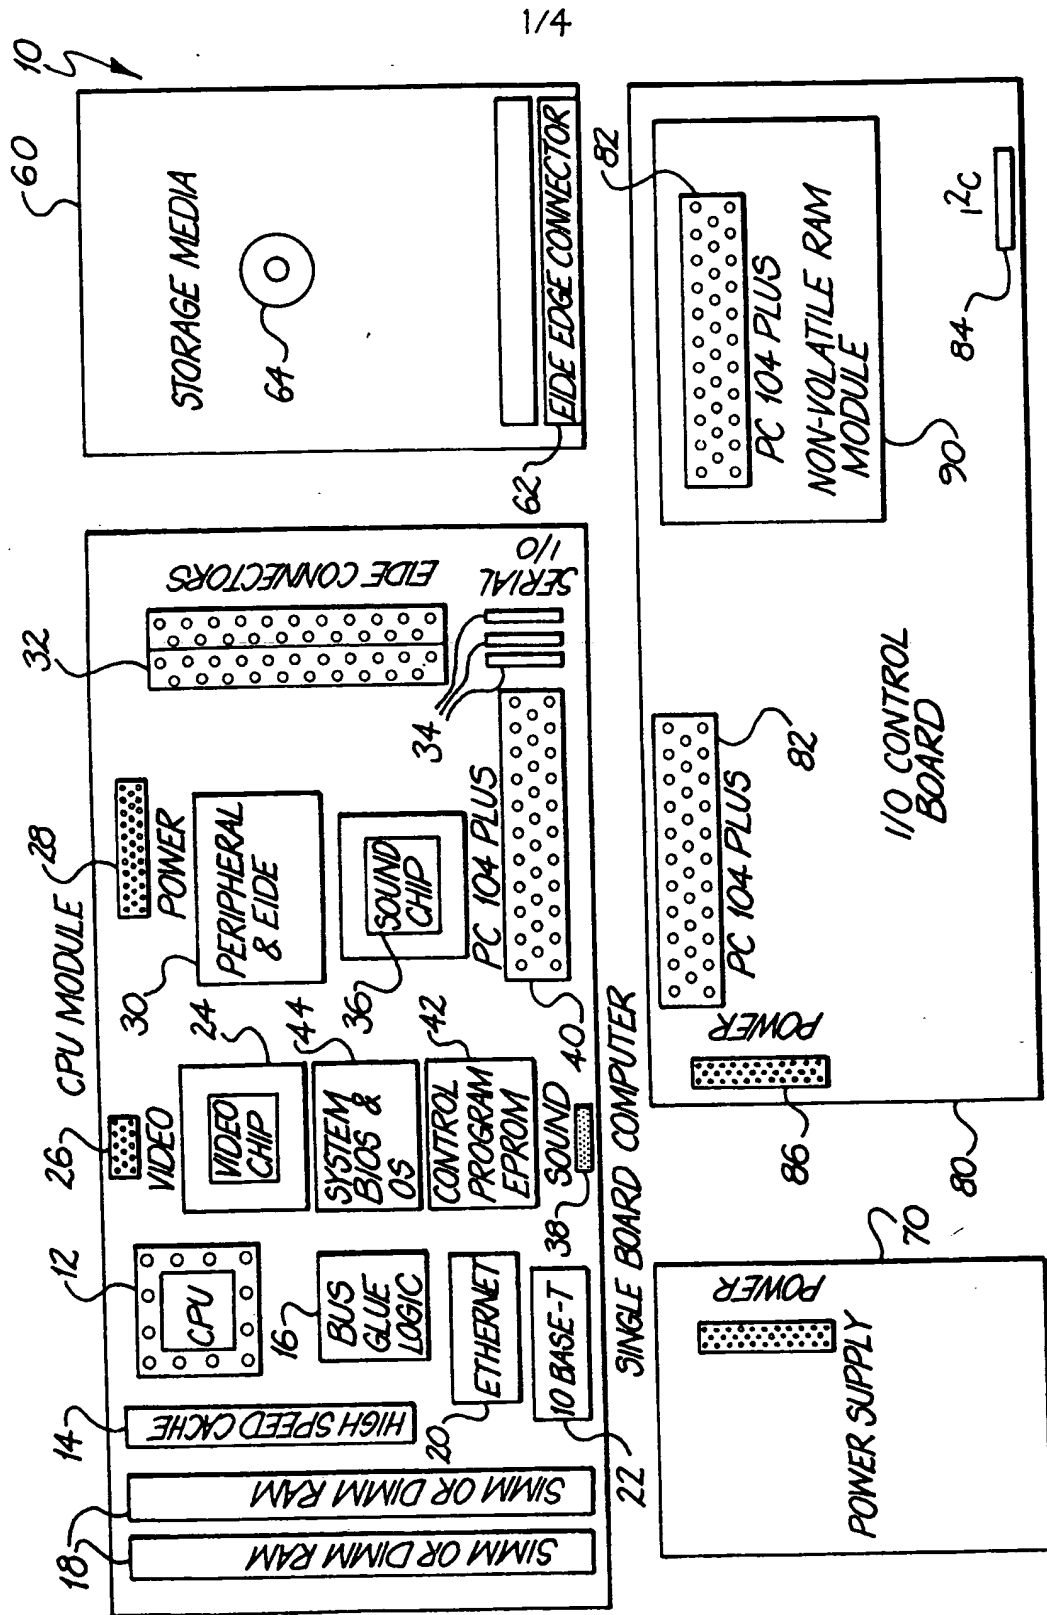 1/4
10
60
STORAGE MEDIA
64
EIDE EDGE CONNECTOR
62
CPU MODULE
18
SIMM OR DIMM RAM
SIMM OR DIMM RAM
14
HIGH SPEED CACHE
12
CPU
16
BUS
GLUE
LOGIC
20
ETHERNET
22
10 BASE-T
26
VIDEO
24
VIDEO
CHIP
44
SYSTEM
BIOS &
OS
42
CONTROL
PROGRAM
EPROM
SOUND
38
28
POWER
30
PERIPHERAL
& EIDE
36
SOUND
CHIP
PC 104 PLUS
40
32
EIDE CONNECTORS
34
SERIAL
I/O
SINGLE BOARD COMPUTER
70
POWER
POWER SUPPLY
80
86
POWER
82
PC 104 PLUS
I/O CONTROL
BOARD
82
PC 104 PLUS
NON-VOLATILE RAM
MODULE
90
84
I2C